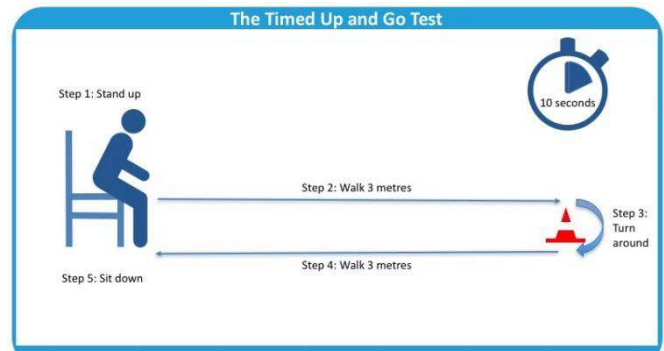 The Timed Up and Go Test
Step 1: Stand up
10 seconds
Step 2: Walk 3 metres
Step 3:
Turn
around
Step 4: Walk 3 metres
Step 5: Sit down